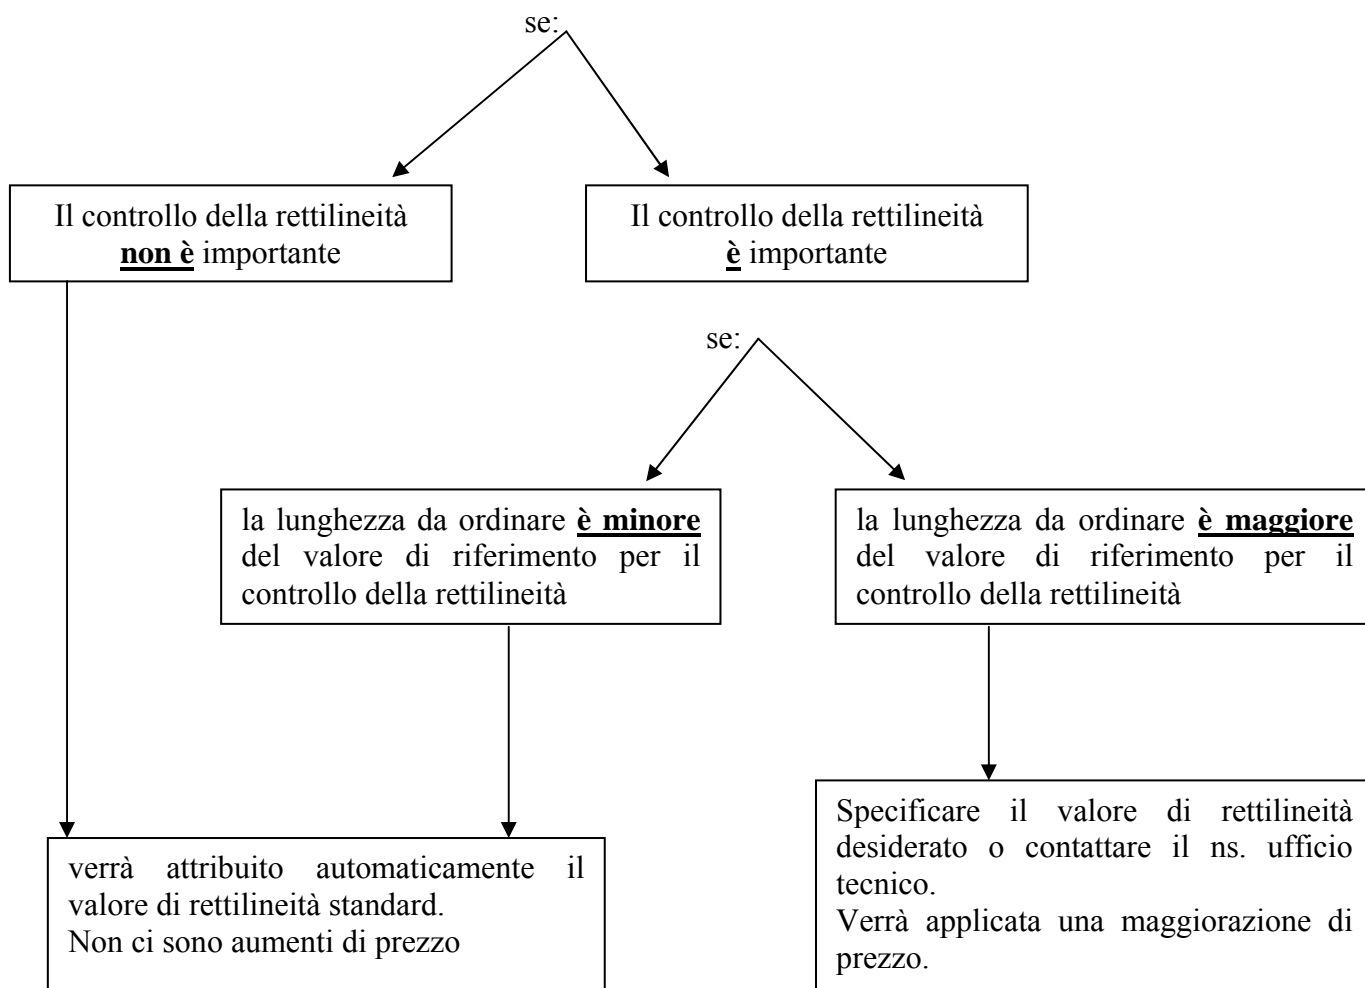 se:
Il controllo della rettilineità
non è importante
Il controllo della rettilineità
è importante
se:
la lunghezza da ordinare è minore
del valore di riferimento per il
controllo della rettilineità
la lunghezza da ordinare è maggiore
del valore di riferimento per il
controllo della rettilineità
verrà attribuito automaticamente il
valore di rettilineità standard.
Non ci sono aumenti di prezzo
Specificare il valore di rettilineità
desiderato o contattare il ns. ufficio
tecnico.
Verrà applicata una maggiorazione di
prezzo.